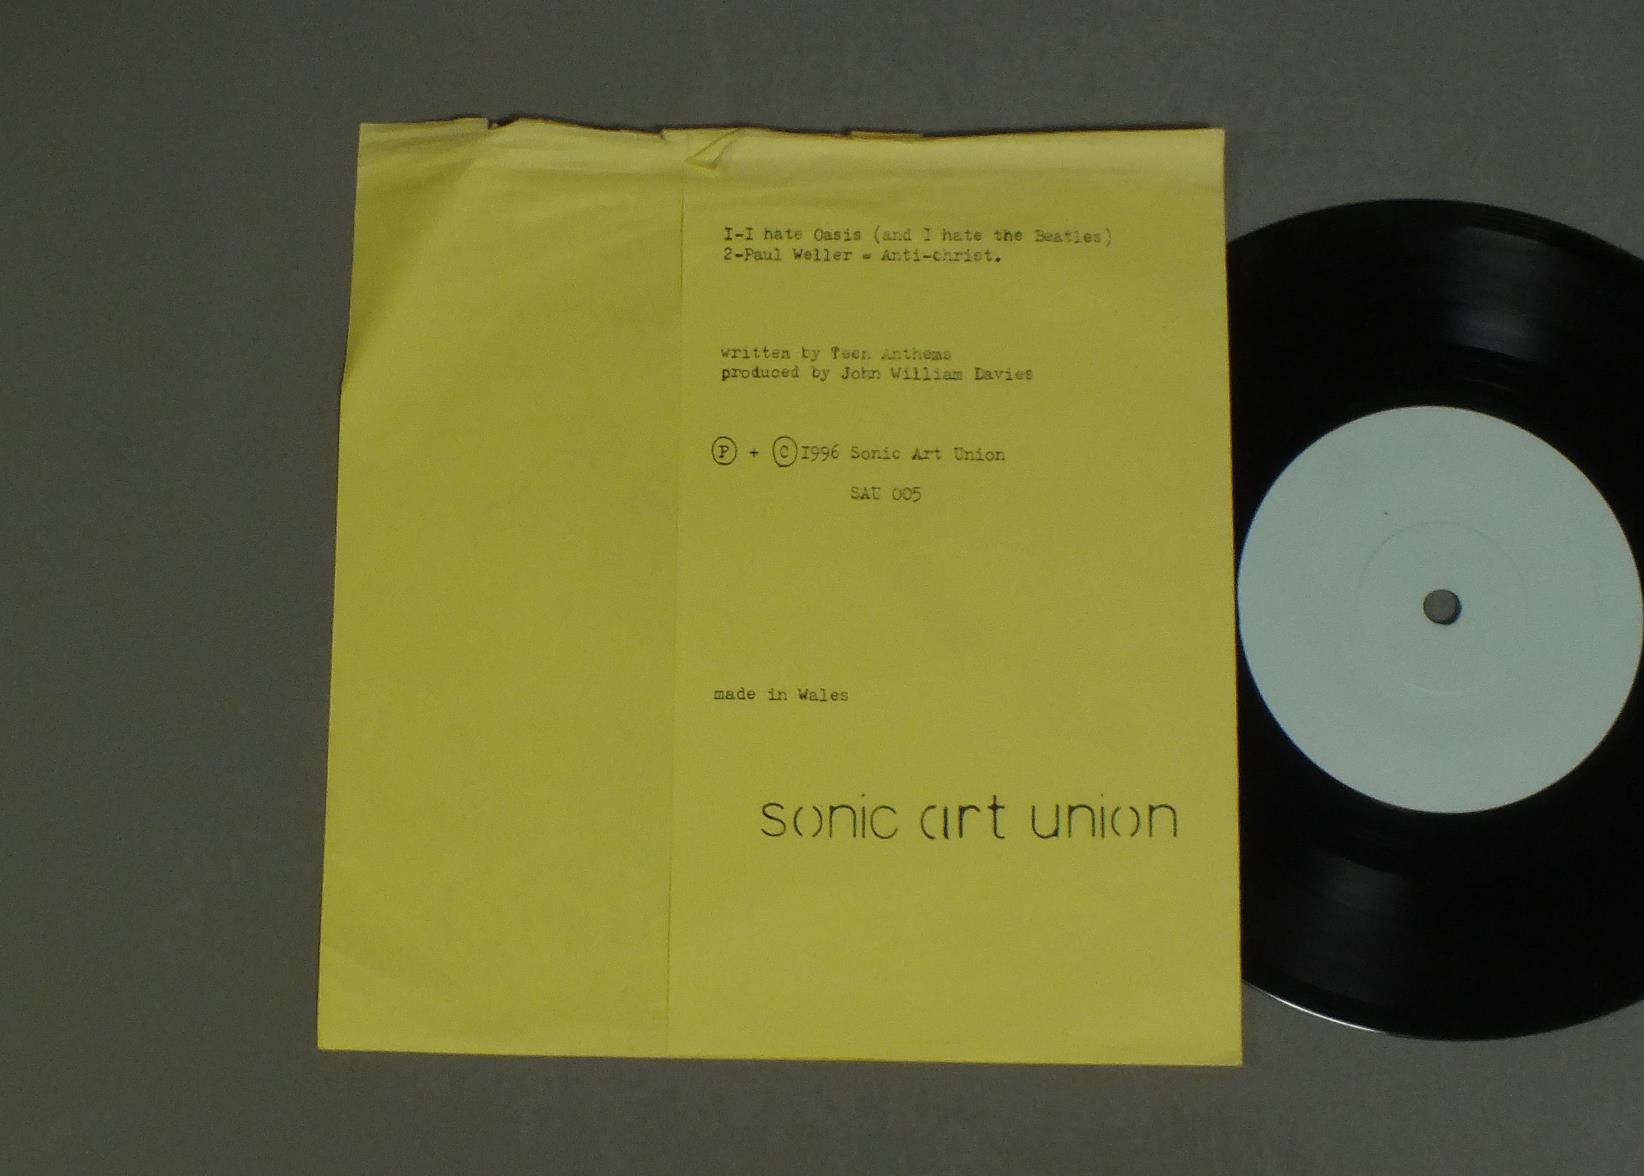 I-I hate Oasis (and I hate the Beatles)
2-Paul Weller = Anti-christ.
written by Teen Anthems
produced by John William Davies
Ⓟ + ©I996 Sonic Art Union
SAU 005
made in Wales
sonic art union